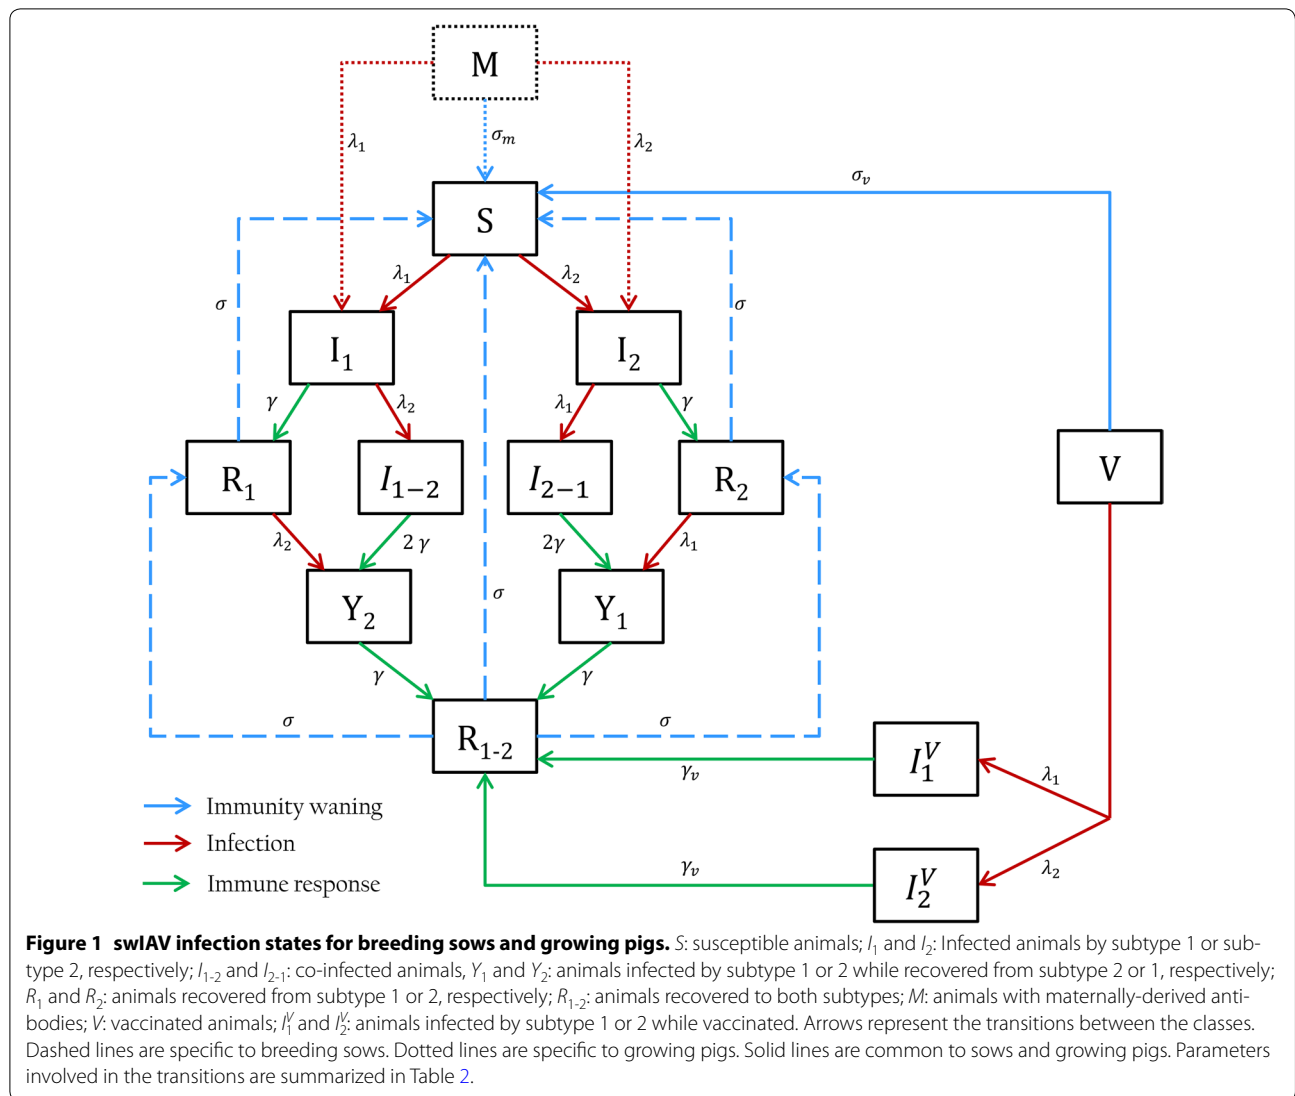 M
λ₁
σₘ
λ₂
σᵥ
S
λ₁
λ₂
σ
σ
I₁
I₂
γ
λ₂
λ₁
γ
R₁
I₁₋₂
I₂₋₁
R₂
V
λ₂
2 γ
2γ
λ₁
Y₂
Y₁
σ
γ
γ
σ
σ
R₁₋₂
γᵥ
I₁ⱽ
λ₁
Immunity waning
Infection
Immune response
γᵥ
I₂ⱽ
λ₂
Figure 1 swIAV infection states for breeding sows and growing pigs. S: susceptible animals; I₁ and I₂: Infected animals by subtype 1 or sub-
type 2, respectively; I₁₋₂ and I₂₋₁: co-infected animals, Y₁ and Y₂: animals infected by subtype 1 or 2 while recovered from subtype 2 or 1, respectively;
R₁ and R₂: animals recovered from subtype 1 or 2, respectively; R₁₋₂: animals recovered to both subtypes; M: animals with maternally-derived anti-
bodies; V: vaccinated animals; I₁ⱽ and I₂ⱽ: animals infected by subtype 1 or 2 while vaccinated. Arrows represent the transitions between the classes.
Dashed lines are specific to breeding sows. Dotted lines are specific to growing pigs. Solid lines are common to sows and growing pigs. Parameters
involved in the transitions are summarized in Table 2.